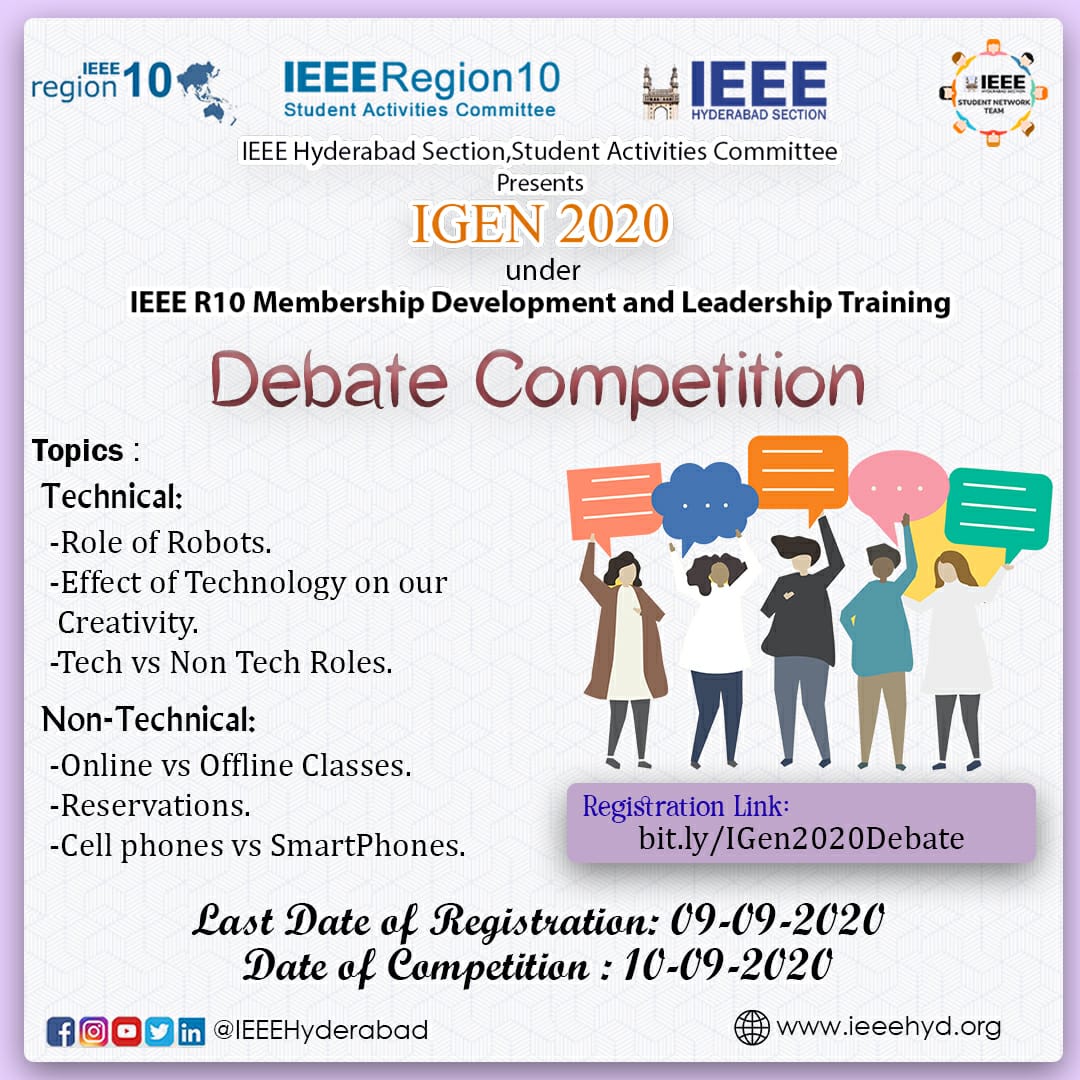 IEEE
region 10
IEEE Region 10
Student Activities Committee
IEEE
HYDERABAD SECTION
IEEE
HYDERABAD SECTION
STUDENT NETWORK
TEAM
IEEE Hyderabad Section,Student Activities Committee
Presents
IGEN 2020
under
IEEE R10 Membership Development and Leadership Training
Debate Competition
Topics :
Technical:
-Role of Robots.
-Effect of Technology on our
Creativity.
-Tech vs Non Tech Roles.
Non-Technical:
-Online vs Offline Classes.
-Reservations.
-Cell phones vs SmartPhones.
Registration Link:
bit.ly/IGen2020Debate
Last Date of Registration: 09-09-2020
Date of Competition : 10-09-2020
@IEEEHyderabad
www.ieeehyd.org